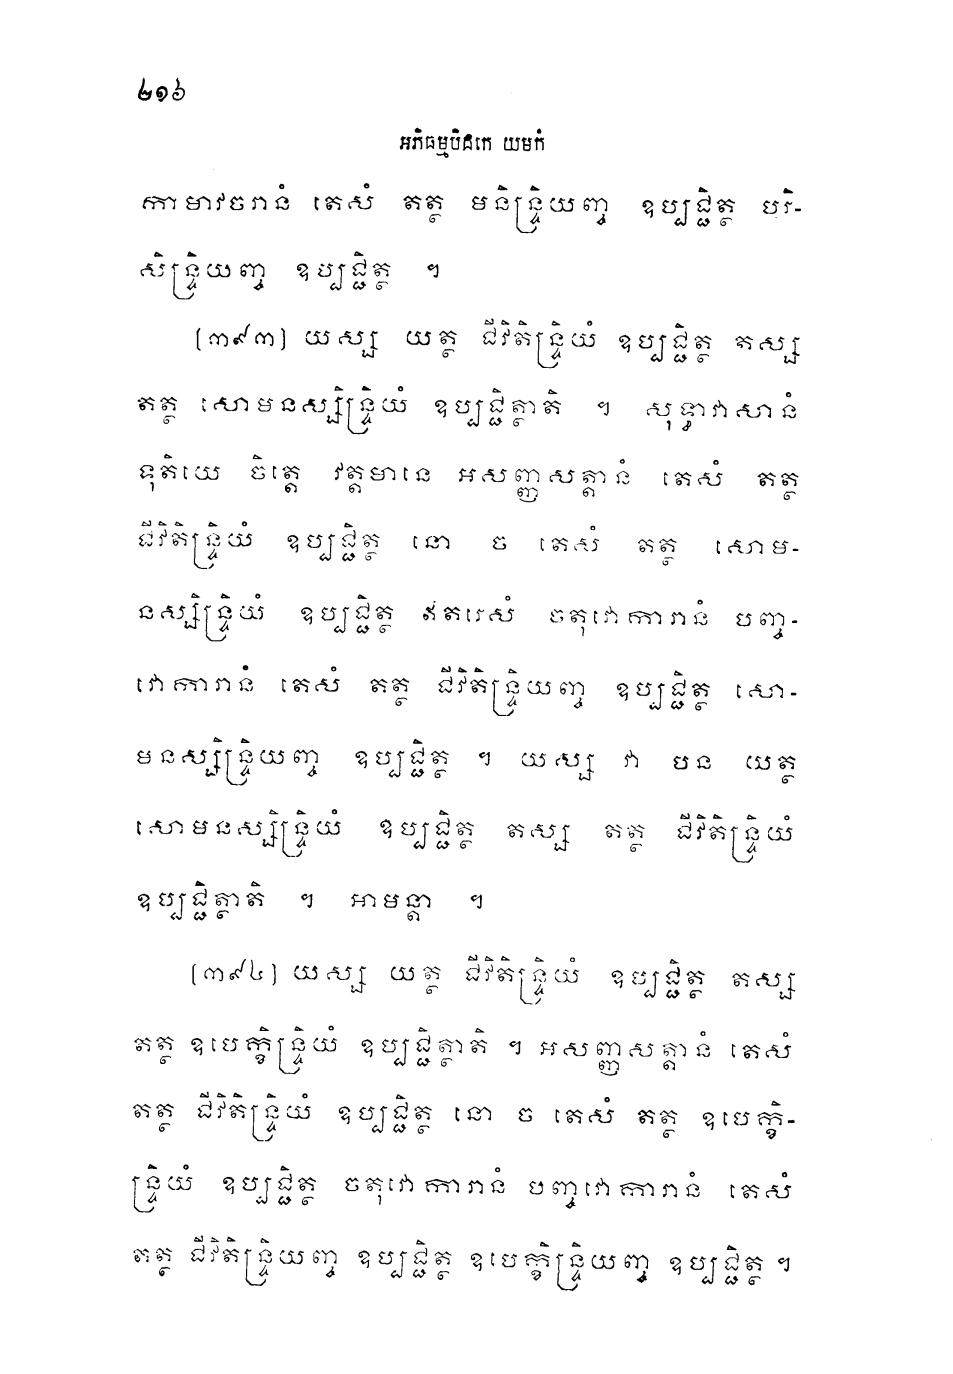 ២១៦
អភិធម្មបិដកេ យមកំ
កាមាវចរានំ តេសំ តត្ថ មនិន្ទ្រិយញ្ច ឧប្បជ្ជិត្ថ បុរិ-
សិន្ទ្រិយញ្ច ឧប្បជ្ជិត្ថ ។
(៣៩៣) យស្ស យត្ថ ជីវិតិន្ទ្រិយំ ឧប្បជ្ជិត្ថ តស្ស
តត្ថ សោមនស្សិន្ទ្រិយំ ឧប្បជ្ជិត្ថាតិ ។ សុទ្ធាវាសានំ
ទុតិយេ ចិត្តេ វត្តមានេ អសញ្ញសត្តានំ តេសំ តត្ថ
ជីវិតិន្ទ្រិយំ ឧប្បជ្ជិត្ថ នោ ច តេសំ តត្ថ សោម-
នស្សិន្ទ្រិយំ ឧប្បជ្ជិត្ថ ឥតរេសំ ចតុវោការានំ បញ្ច-
វោការានំ តេសំ តត្ថ ជីវិតិន្ទ្រិយញ្ច ឧប្បជ្ជិត្ថ សោ-
មនស្សិន្ទ្រិយញ្ច ឧប្បជ្ជិត្ថ ។ យស្ស វា បន យត្ថ
សោមនស្សិន្ទ្រិយំ ឧប្បជ្ជិត្ថ តស្ស តត្ថ ជីវិតិន្ទ្រិយំ
ឧប្បជ្ជិត្ថាតិ ។ អាមន្តា ។
(៣៩៤) យស្ស យត្ថ ជីវិតិន្ទ្រិយំ ឧប្បជ្ជិត្ថ តស្ស
តត្ថ ឧបេក្ខិន្ទ្រិយំ ឧប្បជ្ជិត្ថាតិ ។ អសញ្ញសត្តានំ តេសំ
តត្ថ ជីវិតិន្ទ្រិយំ ឧប្បជ្ជិត្ថ នោ ច តេសំ តត្ថ ឧបេក្ខិ-
ន្ទ្រិយំ ឧប្បជ្ជិត្ថ ចតុវោការានំ បញ្ចវោការានំ តេសំ
តត្ថ ជីវិតិន្ទ្រិយញ្ច ឧប្បជ្ជិត្ថ ឧបេក្ខិន្ទ្រិយញ្ច ឧប្បជ្ជិត្ថ ។